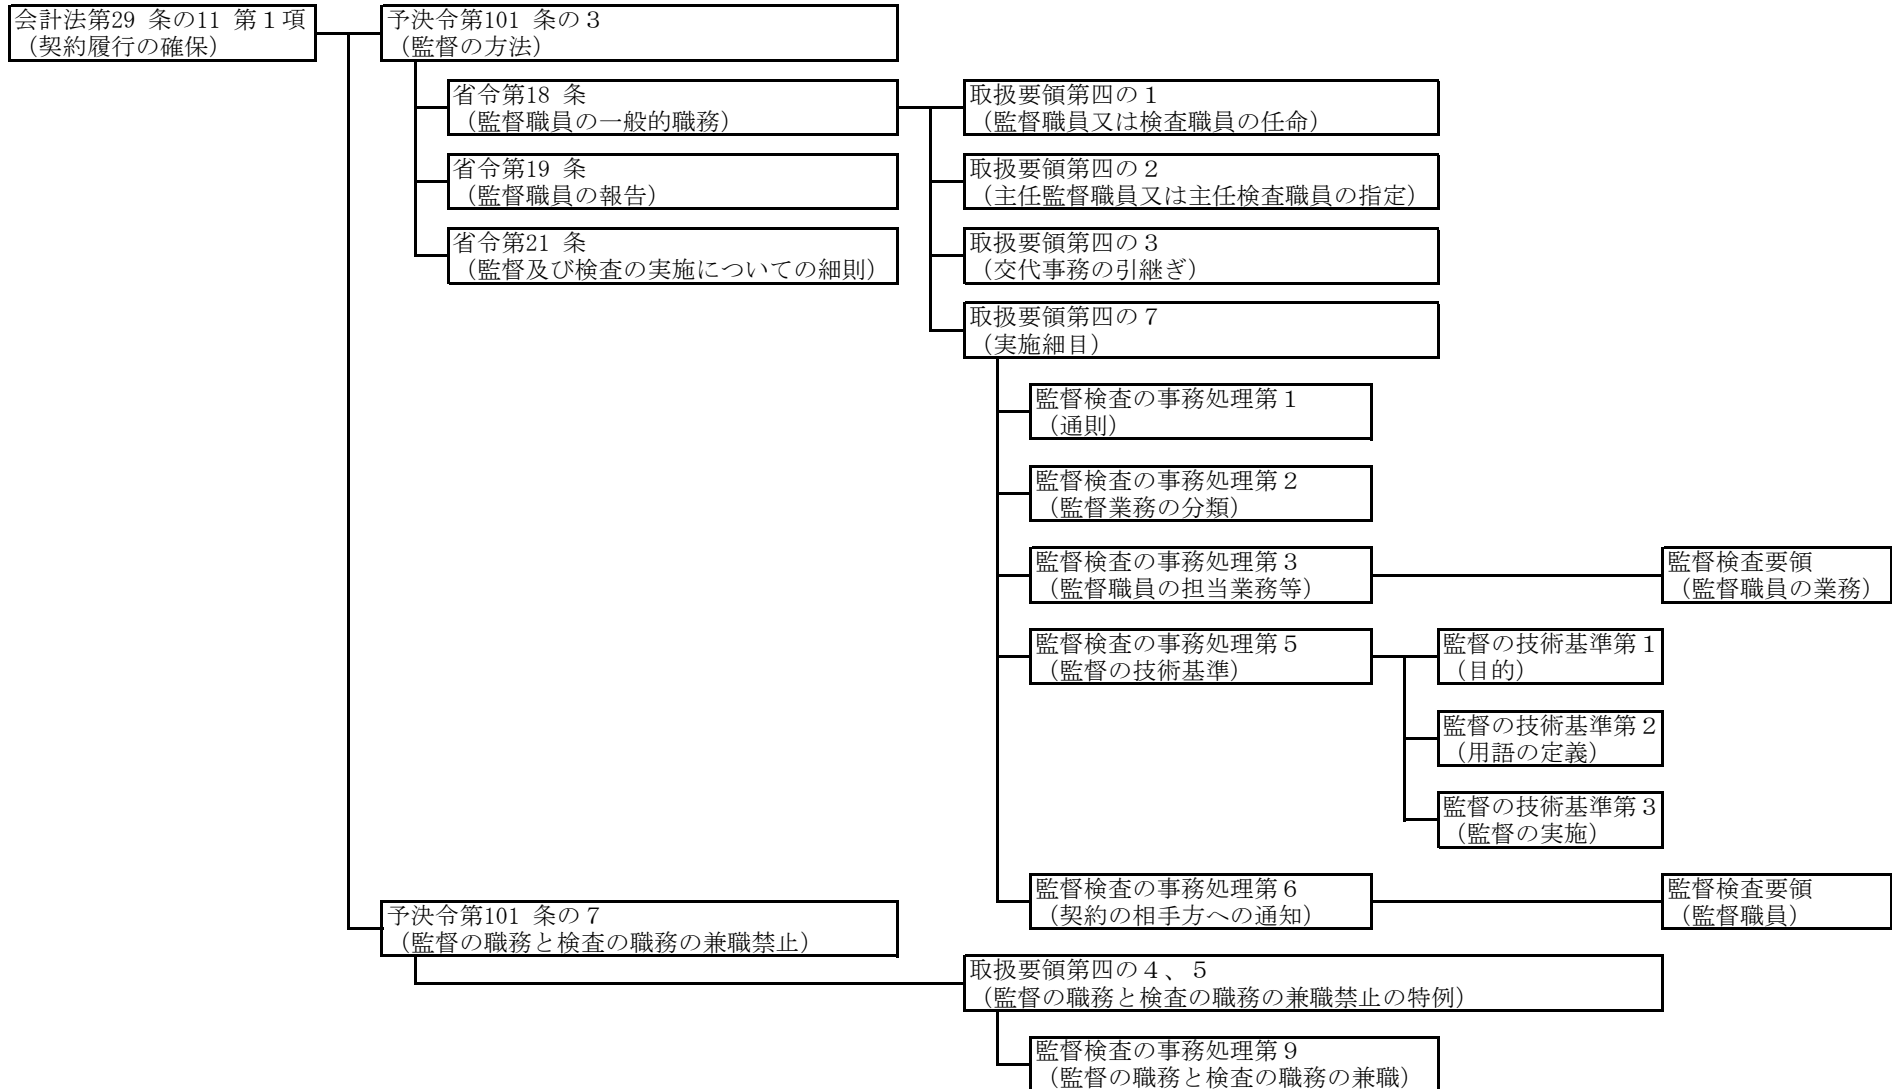 会計法第29 条の11 第１項
（契約履行の確保）
予決令第101 条の３
（監督の方法）
省令第18 条
（監督職員の一般的職務）
取扱要領第四の１
（監督職員又は検査職員の任命）
省令第19 条
（監督職員の報告）
取扱要領第四の２
（主任監督職員又は主任検査職員の指定）
省令第21 条
（監督及び検査の実施についての細則）
取扱要領第四の３
（交代事務の引継ぎ）
取扱要領第四の７
（実施細目）
監督検査の事務処理第１
（通則）
監督検査の事務処理第２
（監督業務の分類）
監督検査の事務処理第３
（監督職員の担当業務等）
監督検査要領
（監督職員の業務）
監督検査の事務処理第５
（監督の技術基準）
監督の技術基準第１
（目的）
監督の技術基準第２
（用語の定義）
監督の技術基準第３
（監督の実施）
監督検査の事務処理第６
（契約の相手方への通知）
監督検査要領
（監督職員）
予決令第101 条の７
（監督の職務と検査の職務の兼職禁止）
取扱要領第四の４、５
（監督の職務と検査の職務の兼職禁止の特例）
監督検査の事務処理第９
（監督の職務と検査の職務の兼職）